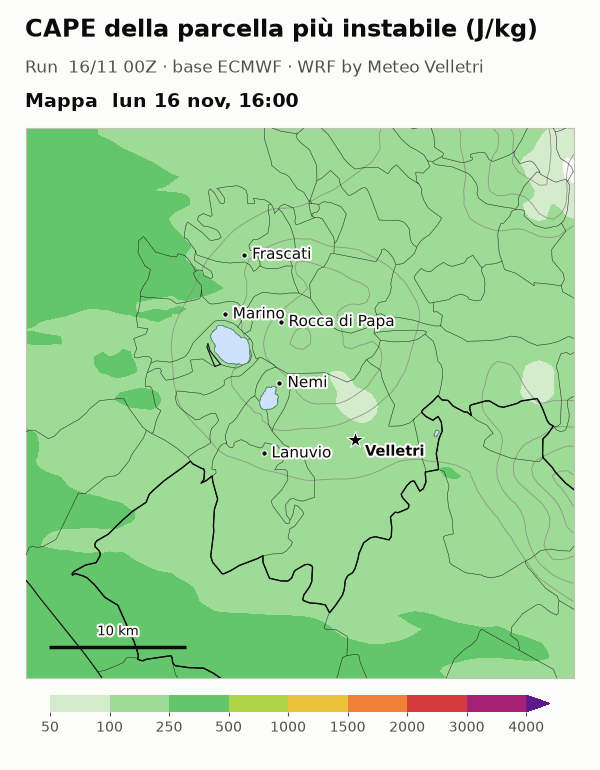 CAPE della parcella più instabile (J/kg)
Run  16/11 00Z · base ECMWF · WRF by Meteo Velletri
Mappa  lun 16 nov, 16:00
Frascati
Marino
Rocca di Papa
Nemi
Velletri
Lanuvio
10 km
50 100 250 500 1000 1500 2000 3000 4000